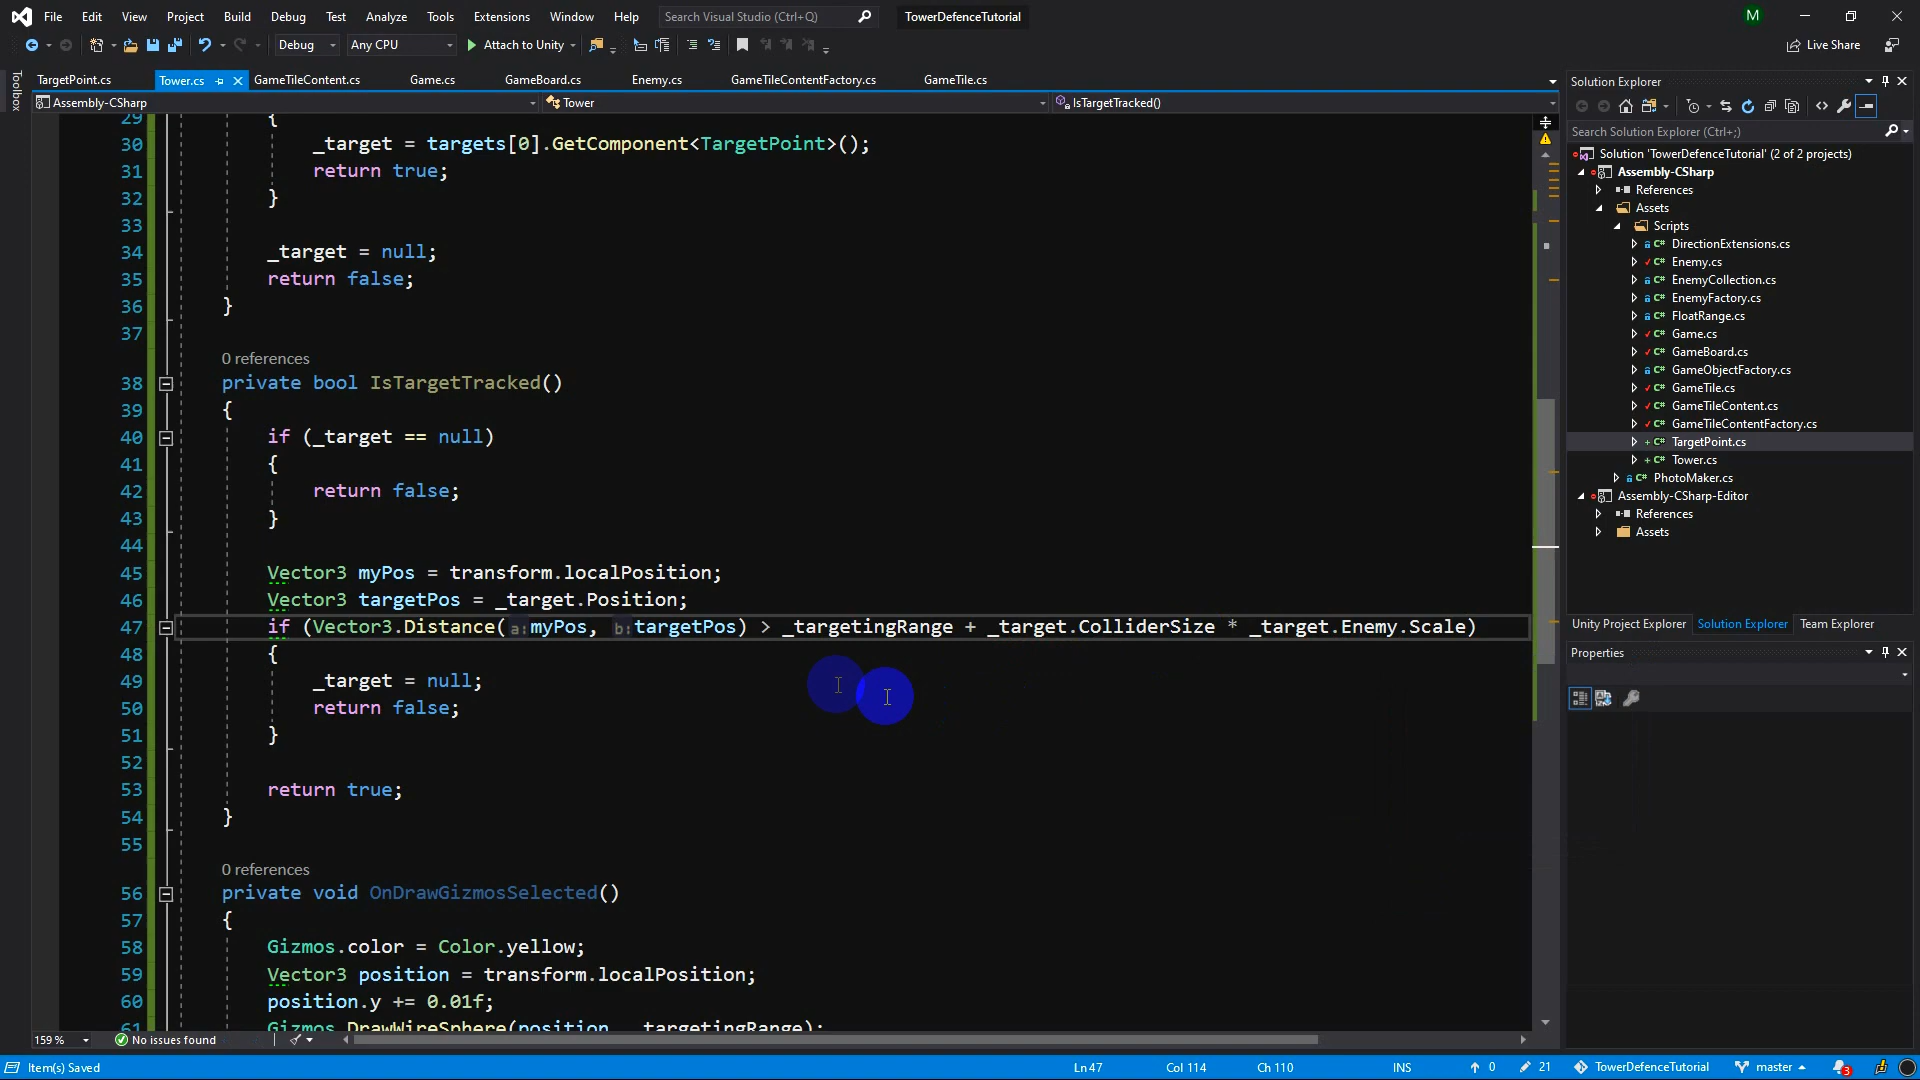 File Edit View Project Build Debug Test Analyze Tools Extensions Window Help Search Visual Studio (Ctrl+Q) TowerDefenceTutorial M
Debug Any CPU Attach to Unity Live Share
Toolbox
TargetPoint.cs Tower.cs GameTileContent.cs Game.cs GameBoard.cs Enemy.cs GameTileContentFactory.cs GameTile.cs
Assembly-CSharp Tower IsTargetTracked()
29 {
30 _target = targets[0].GetComponent<TargetPoint>();
31 return true;
32 }
33
34 _target = null;
35 return false;
36 }
37
0 references
38 private bool IsTargetTracked()
39 {
40 if (_target == null)
41 {
42 return false;
43 }
44
45 Vector3 myPos = transform.localPosition;
46 Vector3 targetPos = _target.Position;
47 if (Vector3.Distance(a: myPos, b: targetPos) > _targetingRange + _target.ColliderSize * _target.Enemy.Scale)
48 {
49 _target = null;
50 return false;
51 }
52
53 return true;
54 }
55
0 references
56 private void OnDrawGizmosSelected()
57 {
58 Gizmos.color = Color.yellow;
59 Vector3 position = transform.localPosition;
60 position.y += 0.01f;
61 Gizmos.DrawWireSphere(position, _targetingRange);
159 % No issues found
Solution Explorer
Search Solution Explorer (Ctrl+;)
Solution 'TowerDefenceTutorial' (2 of 2 projects)
Assembly-CSharp
References
Assets
Scripts
C# DirectionExtensions.cs
C# Enemy.cs
C# EnemyCollection.cs
C# EnemyFactory.cs
C# FloatRange.cs
C# Game.cs
C# GameBoard.cs
C# GameObjectFactory.cs
C# GameTile.cs
C# GameTileContent.cs
C# GameTileContentFactory.cs
C# TargetPoint.cs
C# Tower.cs
C# PhotoMaker.cs
Assembly-CSharp-Editor
References
Assets
Unity Project Explorer Solution Explorer Team Explorer
Properties
Item(s) Saved Ln 47 Col 114 Ch 110 INS 0 21 TowerDefenceTutorial master 3